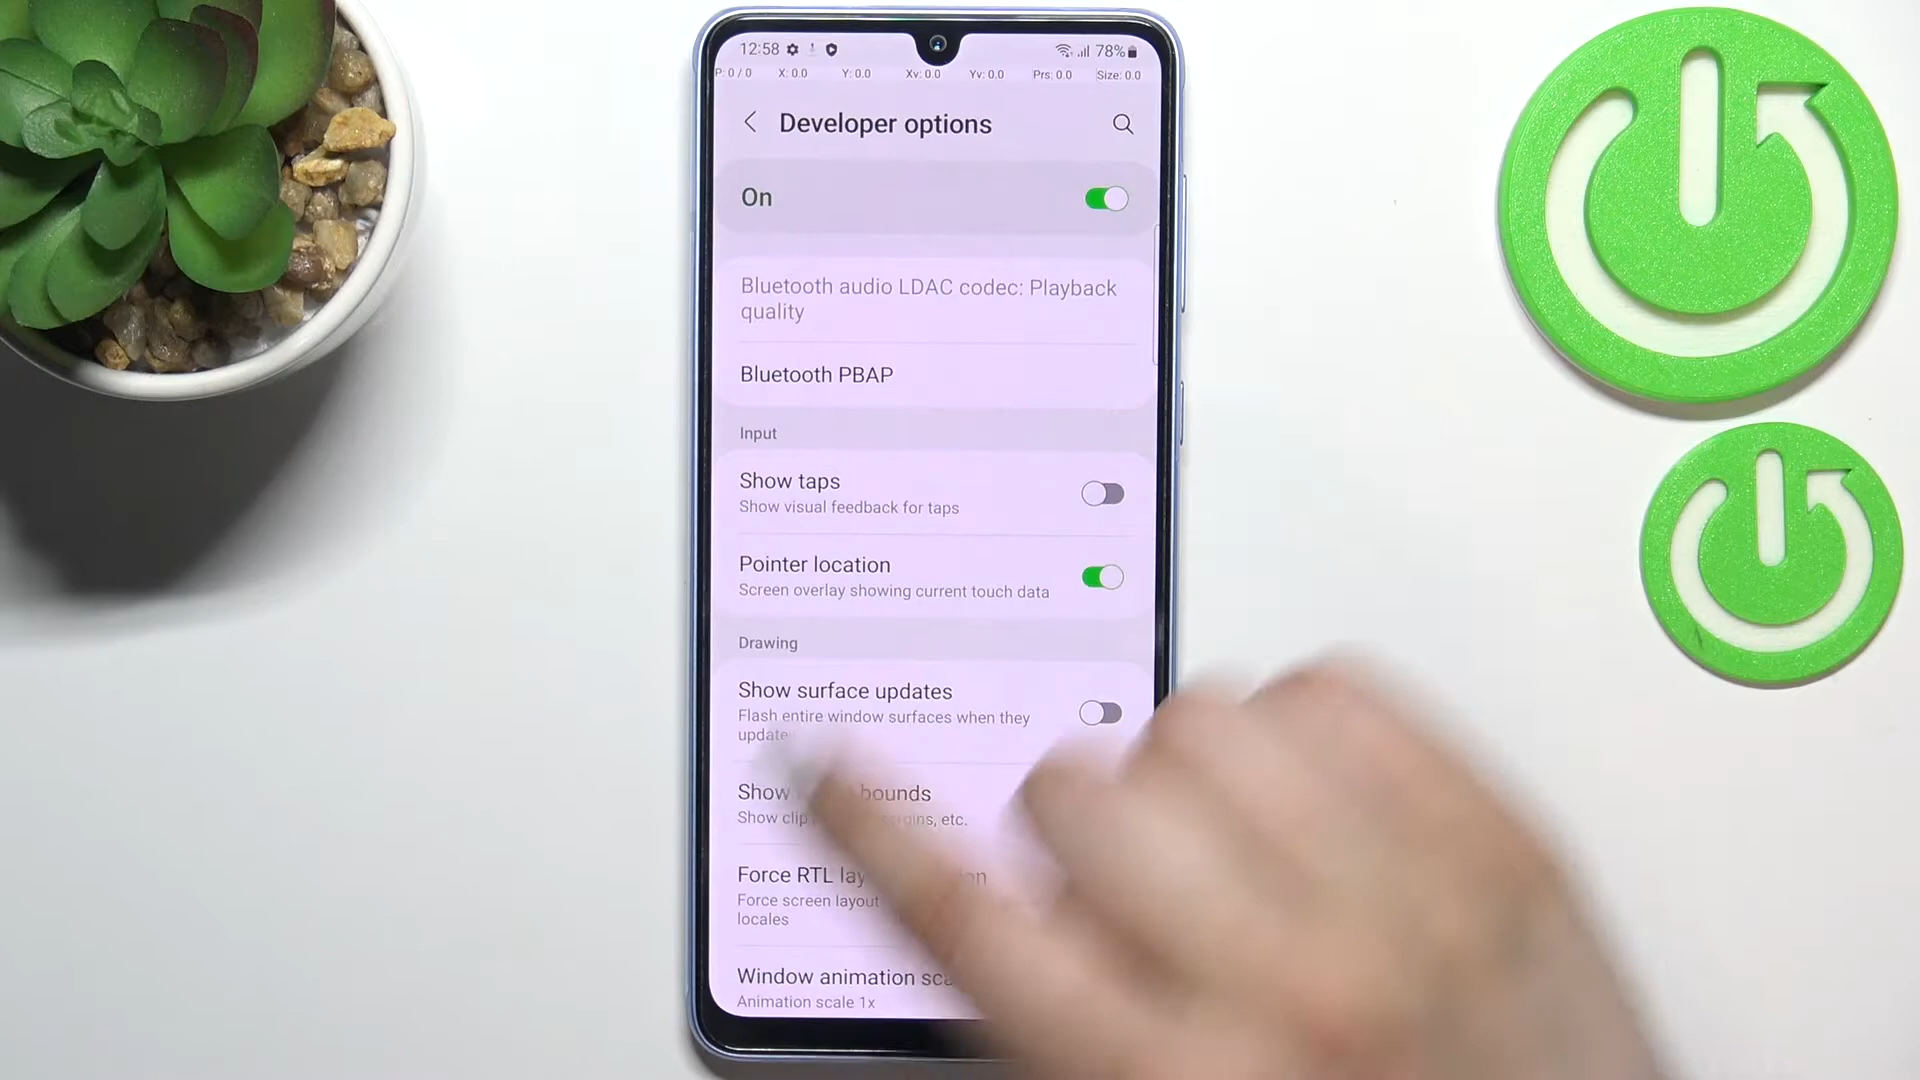 12:58 78%
P: 0 / 0 X: 0.0 Y: 0.0 Xv: 0.0 Yv: 0.0 Prs: 0.0 Size: 0.0
Developer options
On
Bluetooth audio LDAC codec: Playback
quality
Bluetooth PBAP
Input
Show taps
Show visual feedback for taps
Pointer location
Screen overlay showing current touch data
Drawing
Show surface updates
Flash entire window surfaces when they
update
Show bounds
Show clip etc.
Force RTL
Force screen layout
locales
Window animation
Animation scale 1x